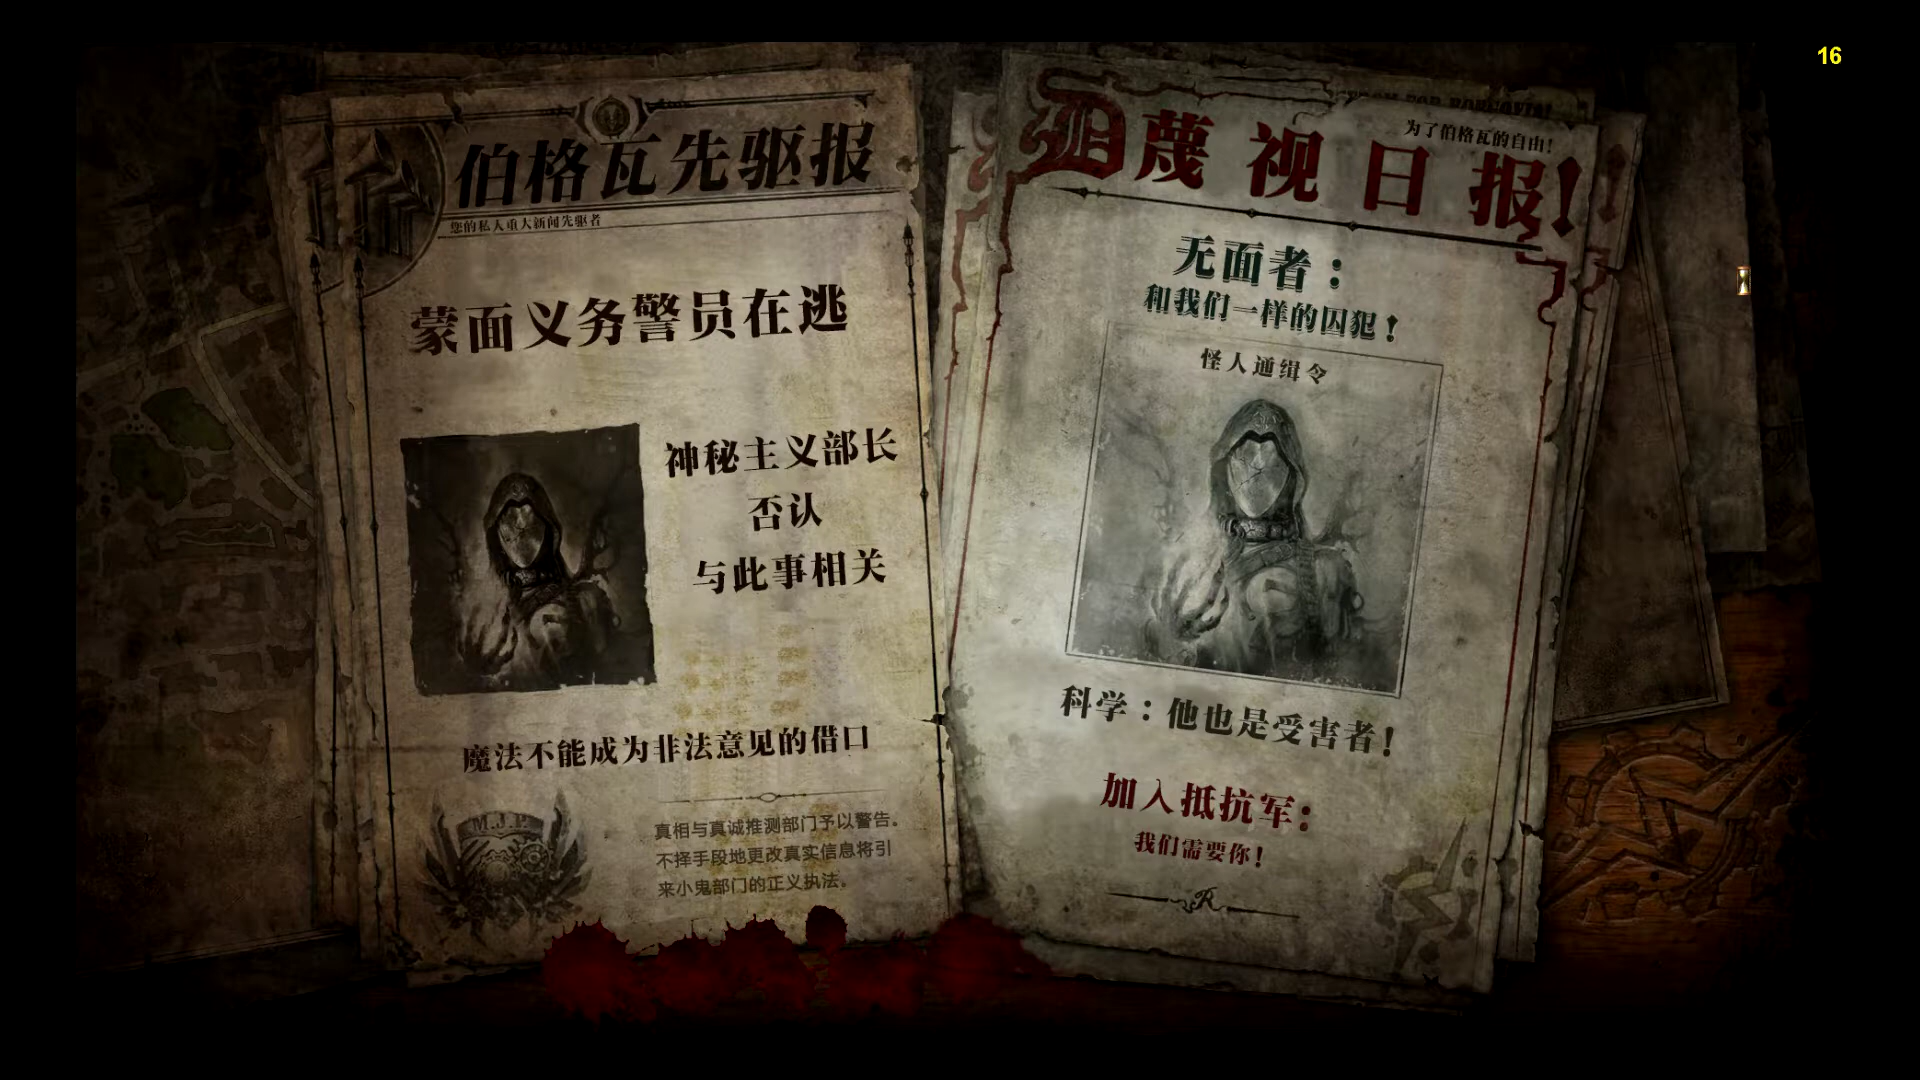 16
伯格瓦先驱报
您的私人重大新闻先驱者
蒙面义务警员在逃
神秘主义部长
否认
与此事相关
魔法不能成为非法意见的借口
M.J.P.
真相与真诚推测部门予以警告。
不择手段地更改真实信息将引
来小鬼部门的正义执法。
为了伯格瓦的自由!
D蔑视日报!
无面者：
和我们一样的囚犯!
怪人通缉令
科学：他也是受害者!
加入抵抗军:
我们需要你!
R